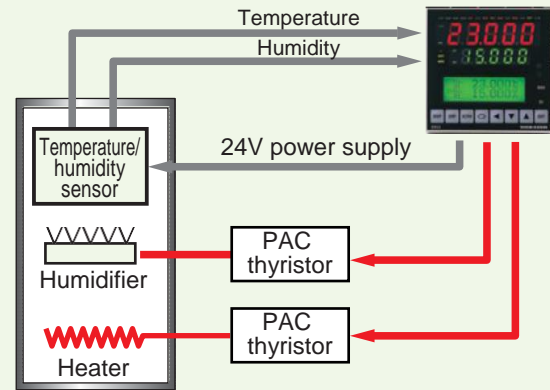 Temperature
Humidity
23.000
15.000
Temperature/
humidity
sensor
24V power supply
PAC
thyristor
Humidifier
PAC
thyristor
Heater